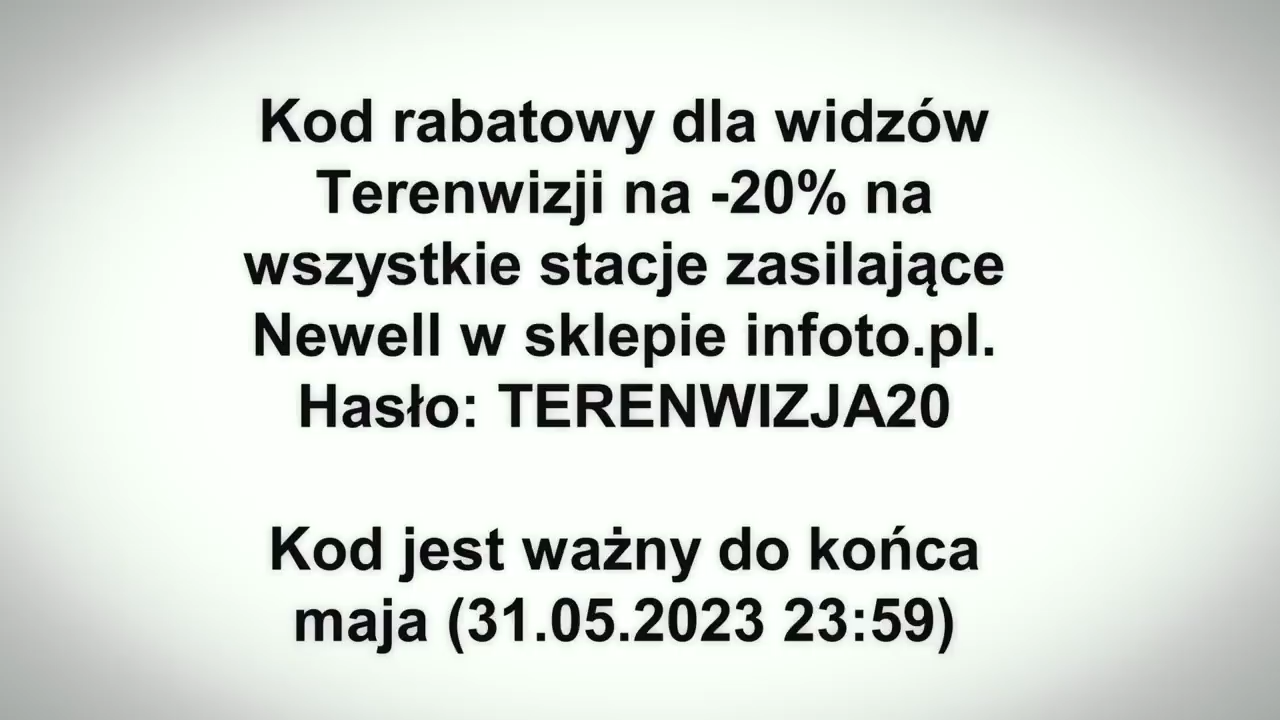 Kod rabatowy dla widzów
Terenwizji na -20% na
wszystkie stacje zasilające
Newell w sklepie infoto.pl.
Hasło: TERENWIZJA20
Kod jest ważny do końca
maja (31.05.2023 23:59)